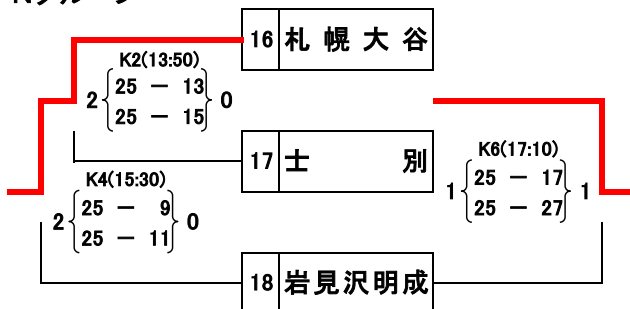 16 札幌大谷
K2(13:50)
2 25 － 13 0
25 － 15
17 士別
K6(17:10)
1 25 － 17 1
25 － 27
K4(15:30)
2 25 － 9 0
25 － 11
18 岩見沢明成